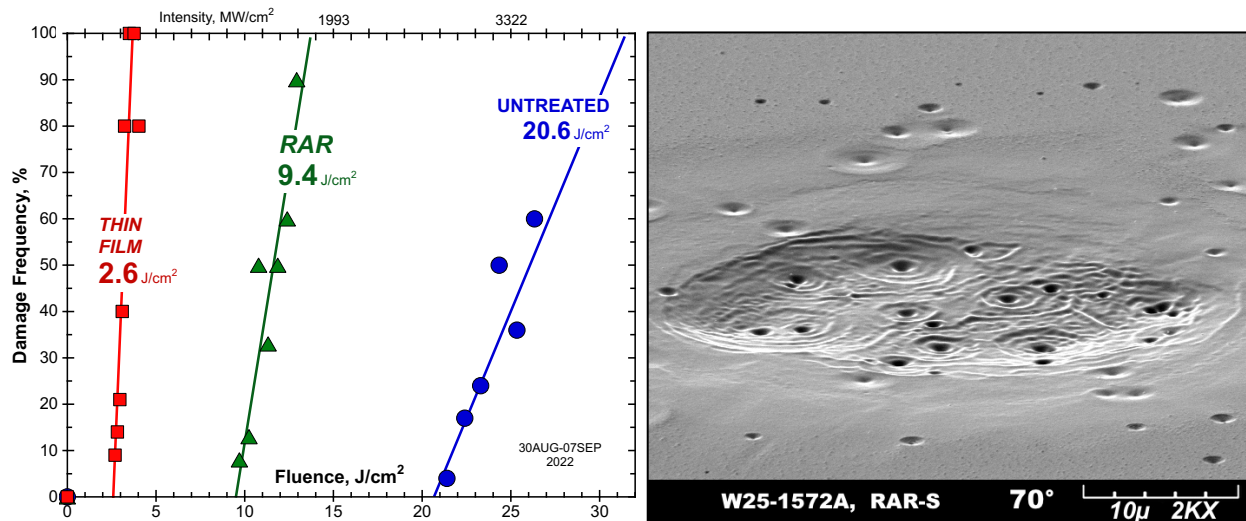 Intensity, MW/cm² 1993 3322
100
90
80
70
60
50
40
30
20
10
0
Damage Frequency, %
THIN
FILM
2.6 J/cm²
RAR
9.4 J/cm²
UNTREATED
20.6 J/cm²
30AUG-07SEP
2022
Fluence, J/cm²
0 5 10 15 20 25 30
W25-1572A, RAR-S 70° 10µ 2KX